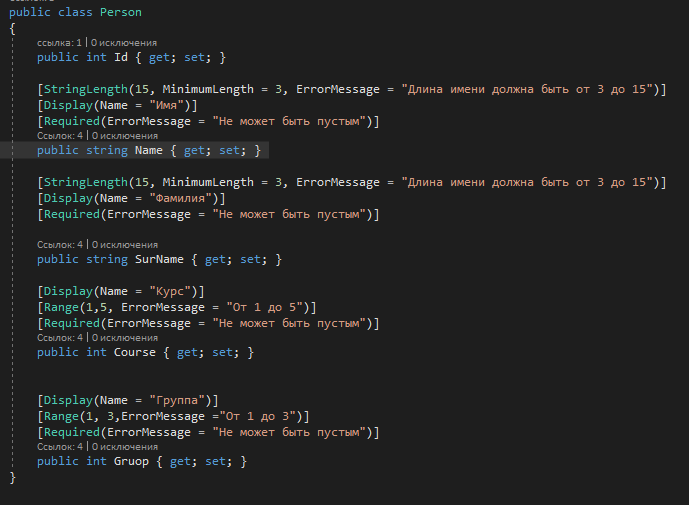 public class Person
{
ссылка: 1 | 0 исключения
public int Id { get; set; }
[StringLength(15, MinimumLength = 3, ErrorMessage = "Длина имени должна быть от 3 до 15")]
[Display(Name = "Имя")]
[Required(ErrorMessage = "Не может быть пустым")]
Ссылок: 4 | 0 исключения
public string Name { get; set; }
[StringLength(15, MinimumLength = 3, ErrorMessage = "Длина имени должна быть от 3 до 15")]
[Display(Name = "Фамилия")]
[Required(ErrorMessage = "Не может быть пустым")]
Ссылок: 4 | 0 исключения
public string SurName { get; set; }
[Display(Name = "Курс")]
[Range(1,5, ErrorMessage = "От 1 до 5")]
[Required(ErrorMessage = "Не может быть пустым")]
Ссылок: 4 | 0 исключения
public int Course { get; set; }
[Display(Name = "Группа")]
[Range(1, 3,ErrorMessage ="От 1 до 3")]
[Required(ErrorMessage = "Не может быть пустым")]
Ссылок: 4 | 0 исключения
public int Gruop { get; set; }
}